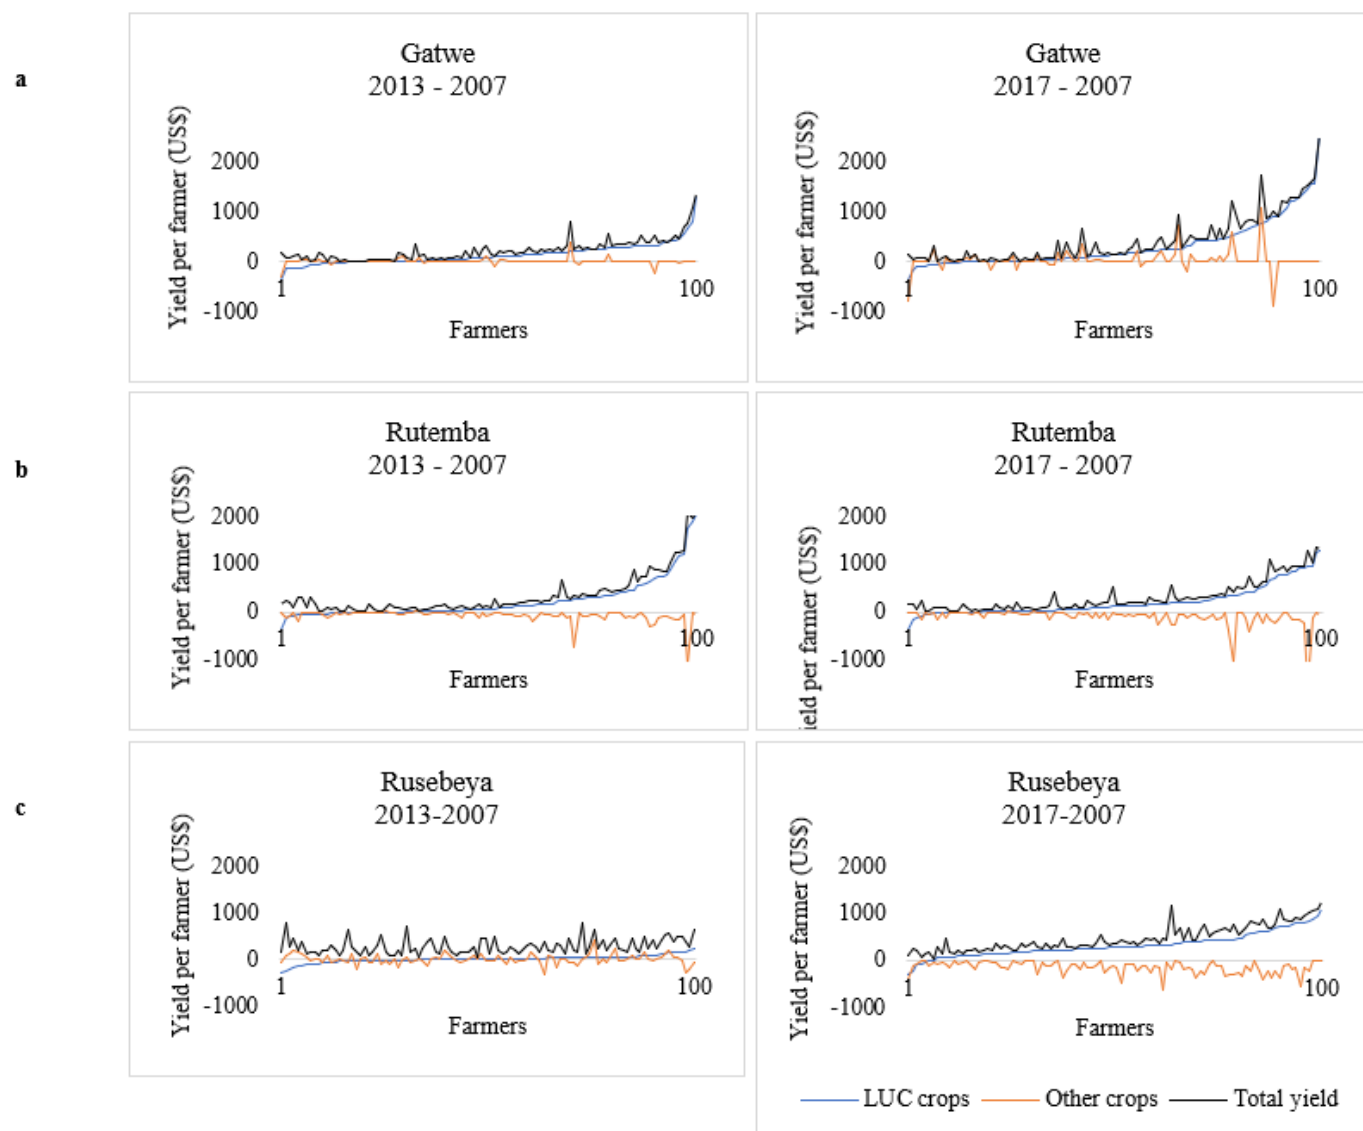 a
Gatwe
2013 - 2007
Yield per farmer (US$)
2000
1000
0
-1000
1
100
Farmers
Gatwe
2017 - 2007
Yield per farmer (US$)
2000
1000
0
-1000
1
100
Farmers
b
Rutemba
2013 - 2007
Yield per farmer (US$)
2000
1000
0
-1000
1
100
Farmers
Rutemba
2017 - 2007
ield per farmer (US$)
2000
1000
0
-1000
1
100
Farmers
c
Rusebeya
2013-2007
Yield per farmer (US$)
2000
1000
0
-1000
1
100
Farmers
Rusebeya
2017-2007
Yield per farmer (US$)
2000
1000
0
-1000
1
100
Farmers
LUC crops Other crops Total yield